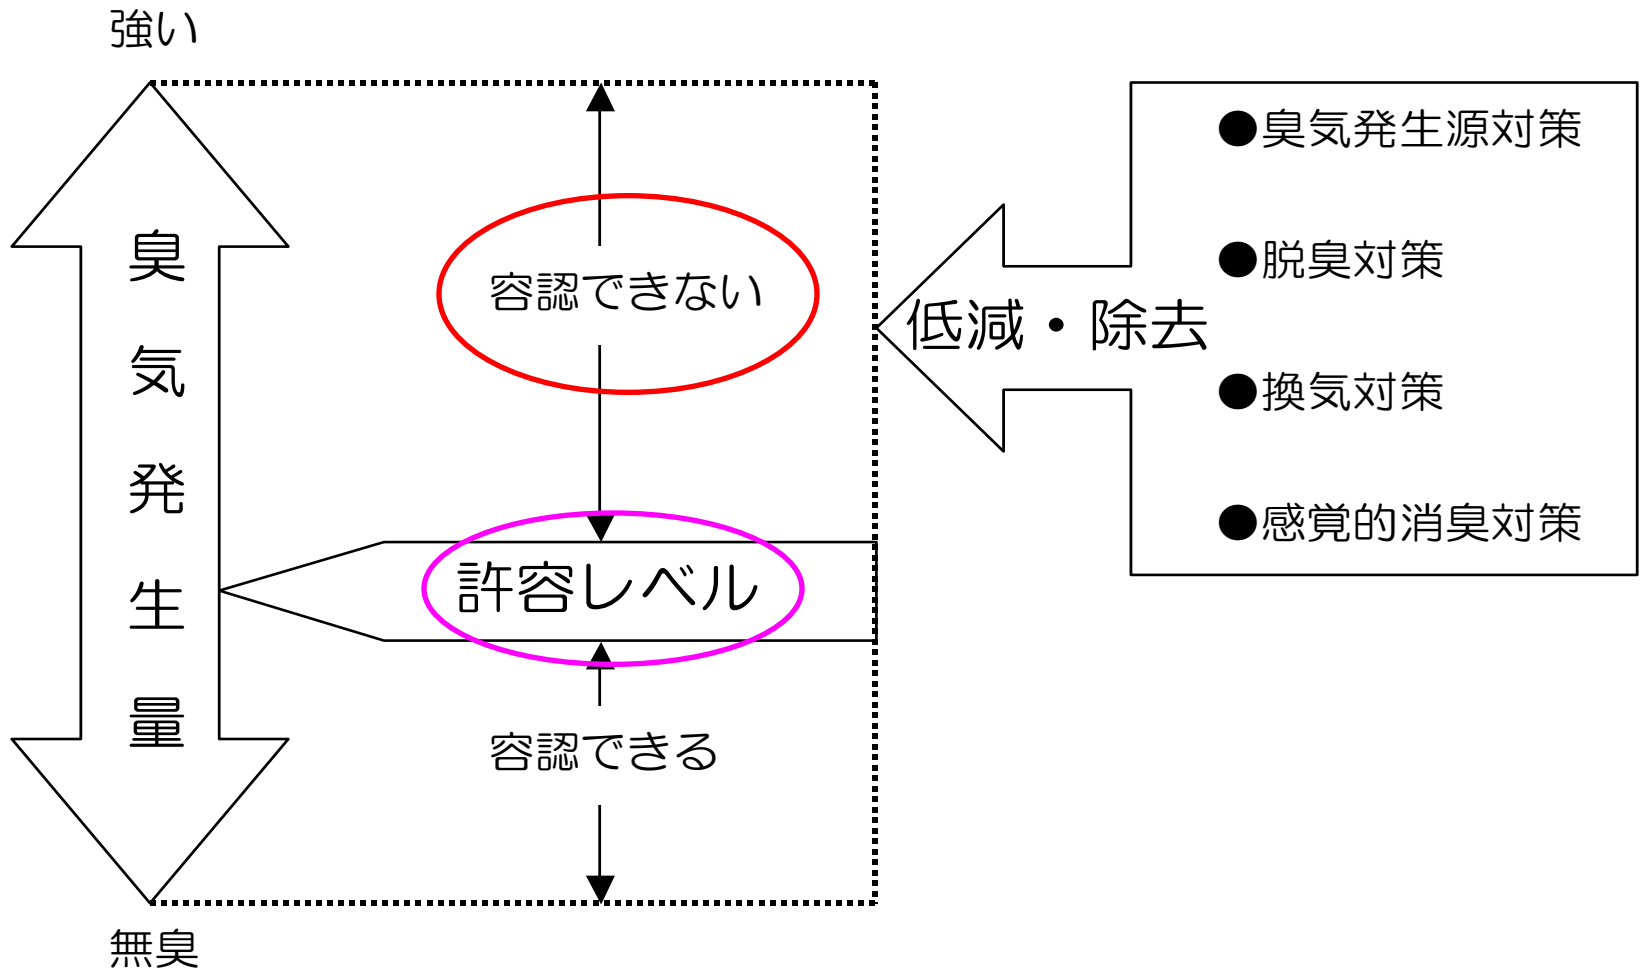 強い
臭気発生量
容認できない
許容レベル
容認できる
無臭
低減・除去
●臭気発生源対策
●脱臭対策
●換気対策
●感覚的消臭対策